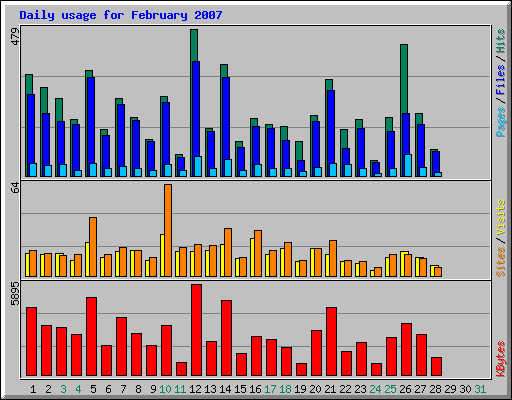 Daily usage for February 2007
479
Pages / Files / Hits
64
Sites / Visits
5895
KBytes
1 2 3 4 5 6 7 8 9 10 11 12 13 14 15 16 17 18 19 20 21 22 23 24 25 26 27 28 29 30 31